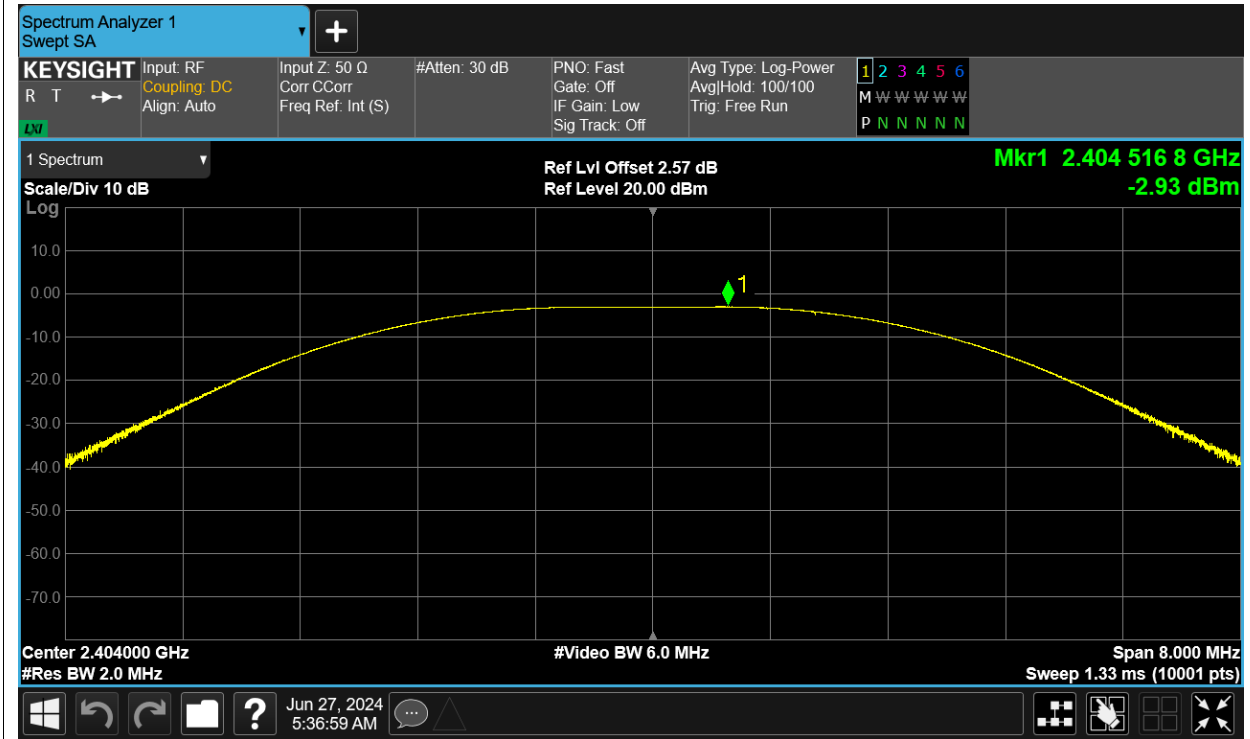 Spectrum Analyzer 1
Swept SA
KEYSIGHT
R T
LXI
Input: RF
Coupling: DC
Align: Auto
Input Z: 50 Ω
Corr CCorr
Freq Ref: Int (S)
#Atten: 30 dB
PNO: Fast
Gate: Off
IF Gain: Low
Sig Track: Off
Avg Type: Log-Power
Avg|Hold: 100/100
Trig: Free Run
1 2 3 4 5 6
M W W W W W
P N N N N N
1 Spectrum
Scale/Div 10 dB
Log
Ref Lvl Offset 2.57 dB
Ref Level 20.00 dBm
Mkr1 2.404 516 8 GHz
-2.93 dBm
10.0
1
0.00
-10.0
-20.0
-30.0
-40.0
-50.0
-60.0
-70.0
Center 2.404000 GHz
#Video BW 6.0 MHz
Span 8.000 MHz
#Res BW 2.0 MHz
Sweep 1.33 ms (10001 pts)
?
Jun 27, 2024
5:36:59 AM